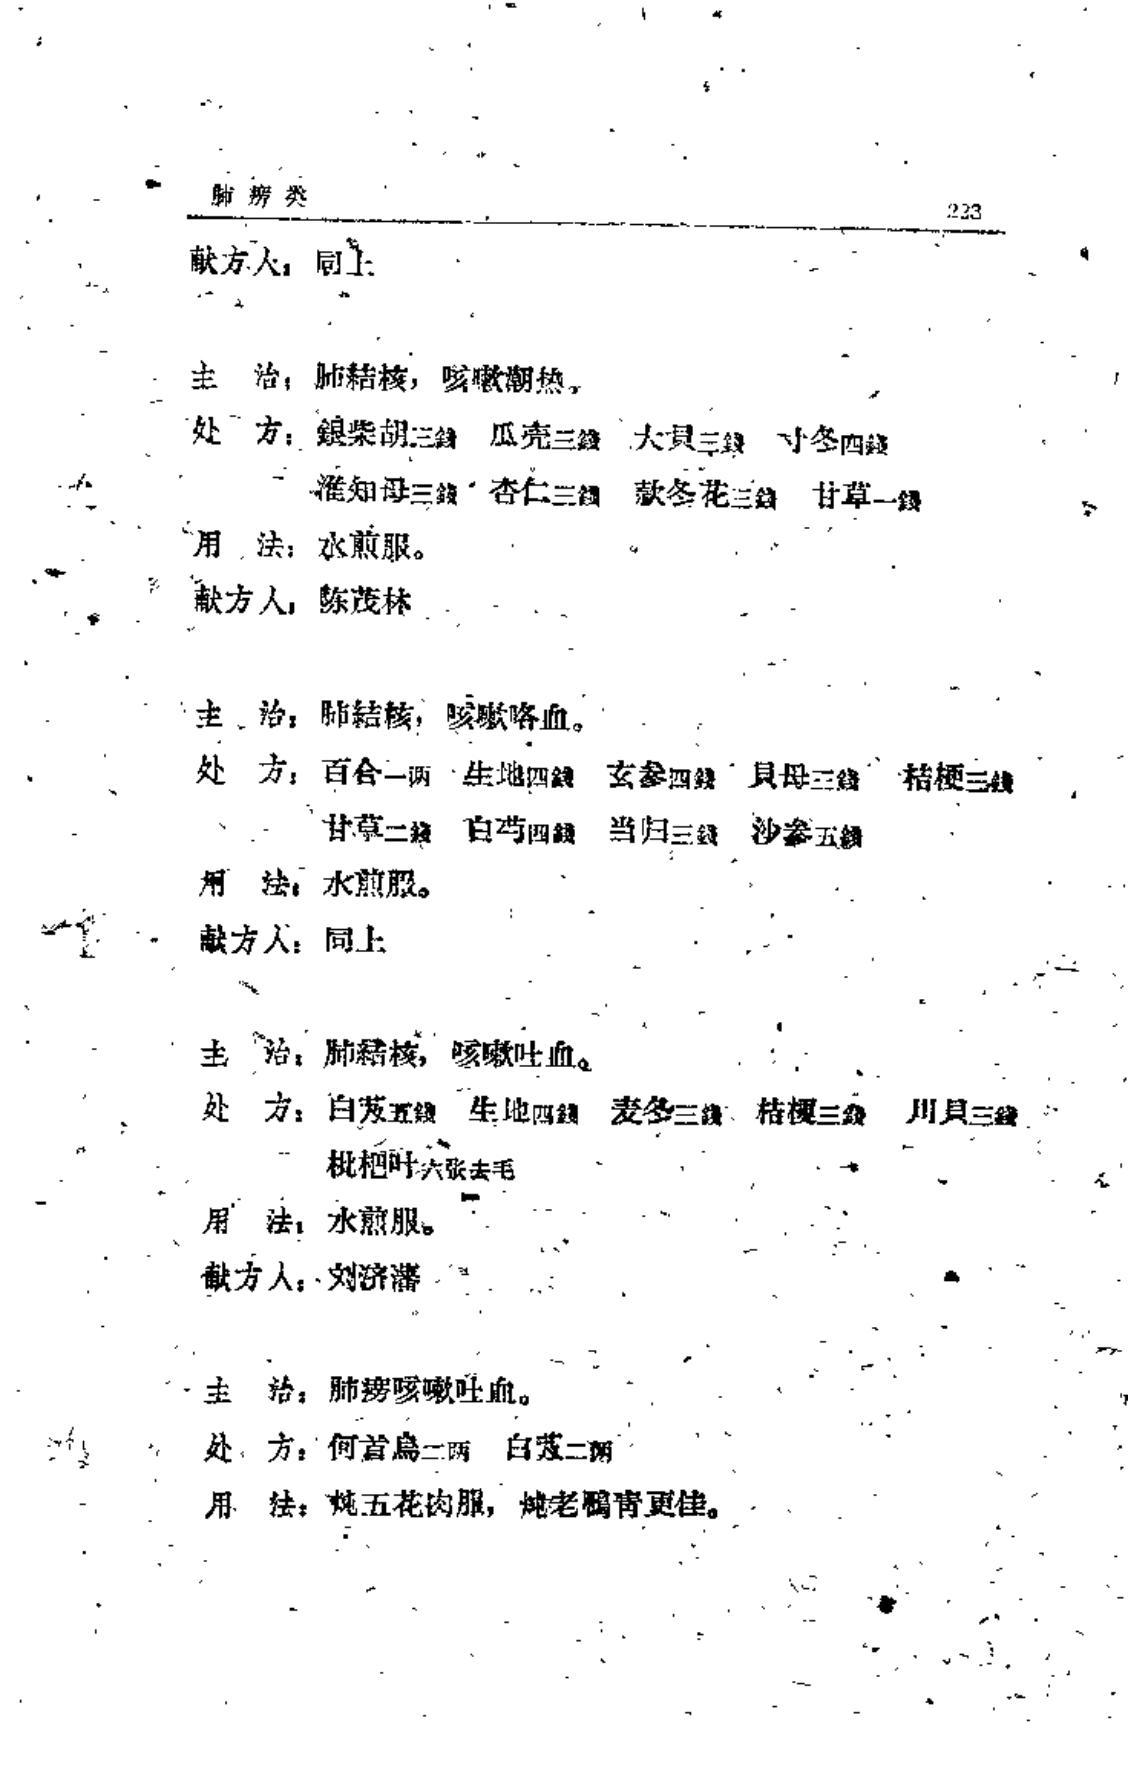 肺痨类 223
献方人：同上
主　治：肺結核，咳嗽潮热。
处　方：銀柴胡三錢　瓜壳三錢　大貝三錢　寸冬四錢
淮知母三錢　杏仁三錢　款冬花三錢　甘草一錢
用　法：水煎服。
献方人：陈茂林
主　治：肺結核，咳嗽咯血。
处　方：百合一两　生地四錢　玄参四錢　貝母三錢　桔梗三錢
甘草二錢　白芍四錢　当归三錢　沙参五錢
用　法：水煎服。
献方人：同上
主　治：肺結核，咳嗽吐血。
处　方：白芨五錢　生地四錢　麦冬三錢　桔梗三錢　川貝三錢
枇杷叶六张去毛
用　法：水煎服。
献方人：刘济藩
主　治：肺痨咳嗽吐血。
处　方：何首烏二两　白芨二两
用　法：炖五花肉服，炖老鴨青更佳。